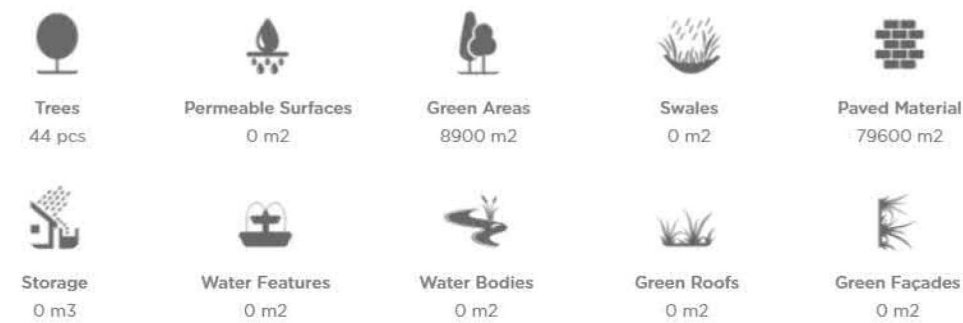 Trees
Permeable Surfaces
Green Areas
Swales
Paved Material
44 pcs
0 m2
8900 m2
0 m2
79600 m2
Storage
Water Features
Water Bodies
Green Roofs
Green Façades
0 m3
0 m2
0 m2
0 m2
0 m2